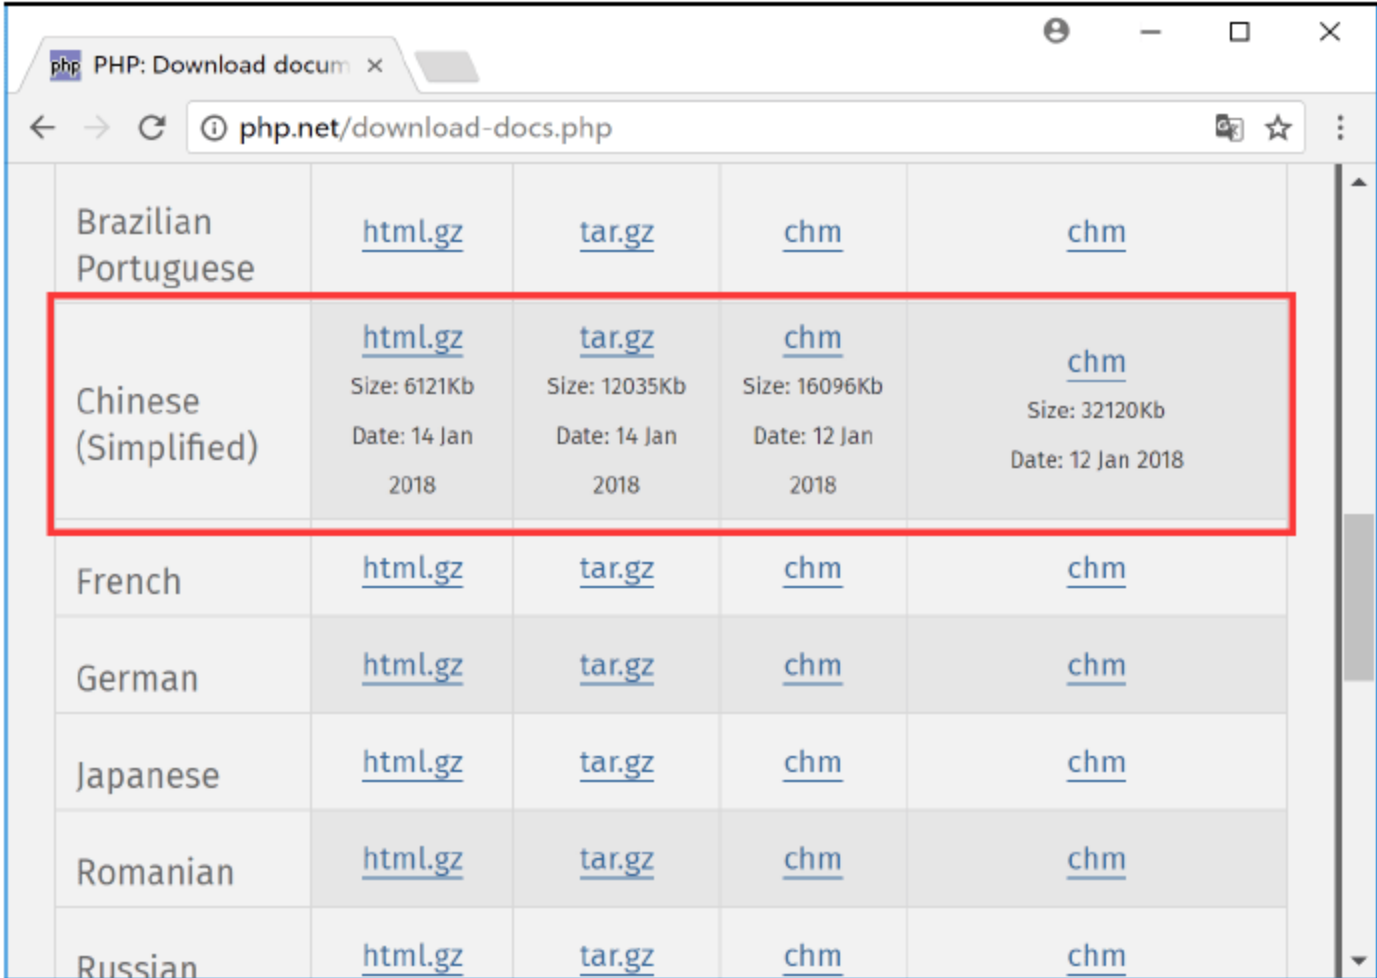 php PHP: Download docum
php.net/download-docs.php
Brazilian
Portuguese
html.gz tar.gz chm chm
Chinese
(Simplified)
html.gz
Size: 6121Kb
Date: 14 Jan
2018
tar.gz
Size: 12035Kb
Date: 14 Jan
2018
chm
Size: 16096Kb
Date: 12 Jan
2018
chm
Size: 32120Kb
Date: 12 Jan 2018
French html.gz tar.gz chm chm
German html.gz tar.gz chm chm
Japanese html.gz tar.gz chm chm
Romanian html.gz tar.gz chm chm
Russian html.gz tar.gz chm chm